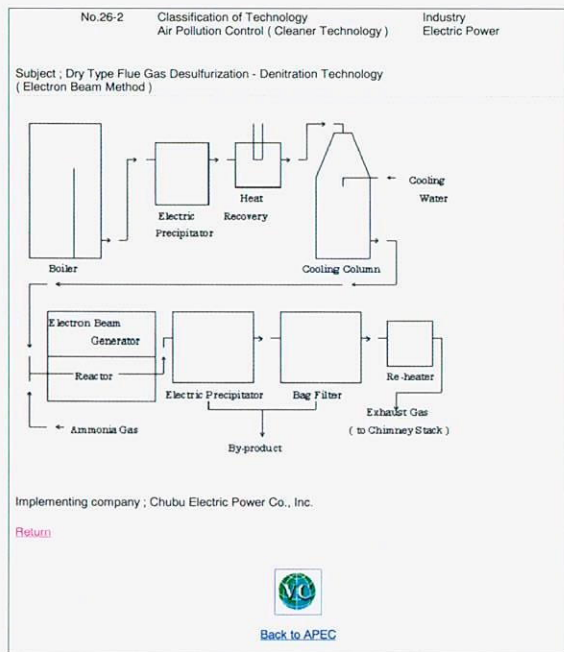 No.26-2 Classification of Technology Industry
Air Pollution Control ( Cleaner Technology ) Electric Power
Subject ; Dry Type Flue Gas Desulfurization - Denitration Technology
( Electron Beam Method )
Boiler
Electric
Precipitator
Heat
Recovery
Cooling
Water
Cooling Column
Electron Beam
Generator
Reactor
Ammonia Gas
Electric Precipitator
Bag Filter
By-product
Re-heater
Exhaust Gas
( to Chimney Stack )
Implementing company ; Chubu Electric Power Co., Inc.
Return
VC
Back to APEC